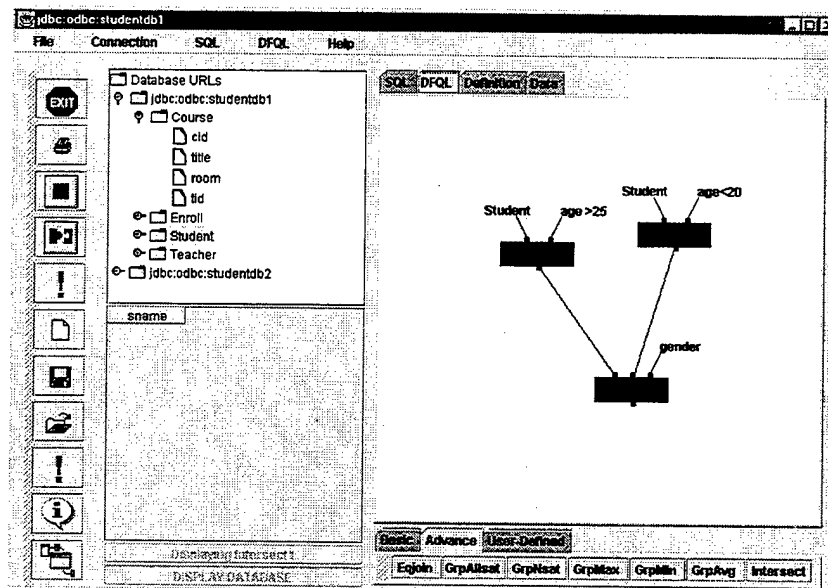 jdbc:odbc:studentdb1
File Connection SQL DFQL Help
EXIT
Database URLs
jdbc:odbc:studentdb1
Course
cid
title
room
tid
Enroll
Student
Teacher
jdbc:odbc:studentdb2
sname
Displaying Intersect1
DISPLAY DATABASE
SQL DFQL Definition Data
Student age >25
Student age<20
gender
Basic Advance User-Defined
Eqjoin GrpAllsat GrpNsat GrpMax GrpMin GrpAvg Intersect